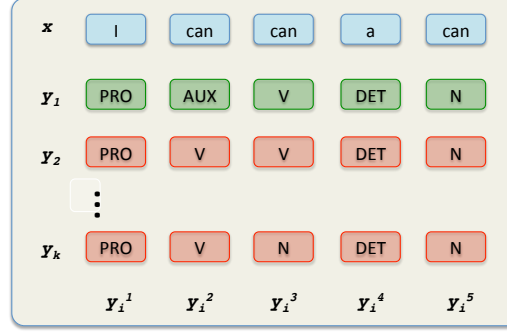 x I can can a can
y₁ PRO AUX V DET N
y₂ PRO V V DET N
⋮
yₖ PRO V N DET N
yᵢ¹ yᵢ² yᵢ³ yᵢ⁴ yᵢ⁵